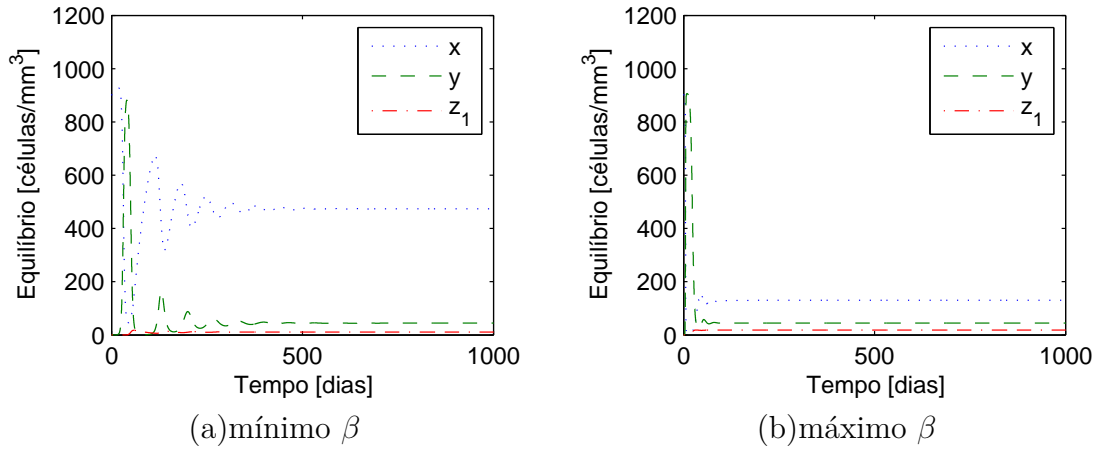 1200
1000
800
600
400
200
0
Equilíbrio [células/mm³]
x
y
z₁
0
500
1000
Tempo [dias]
(a)mínimo β
1200
1000
800
600
400
200
0
Equilíbrio [células/mm³]
x
y
z₁
0
500
1000
Tempo [dias]
(b)máximo β